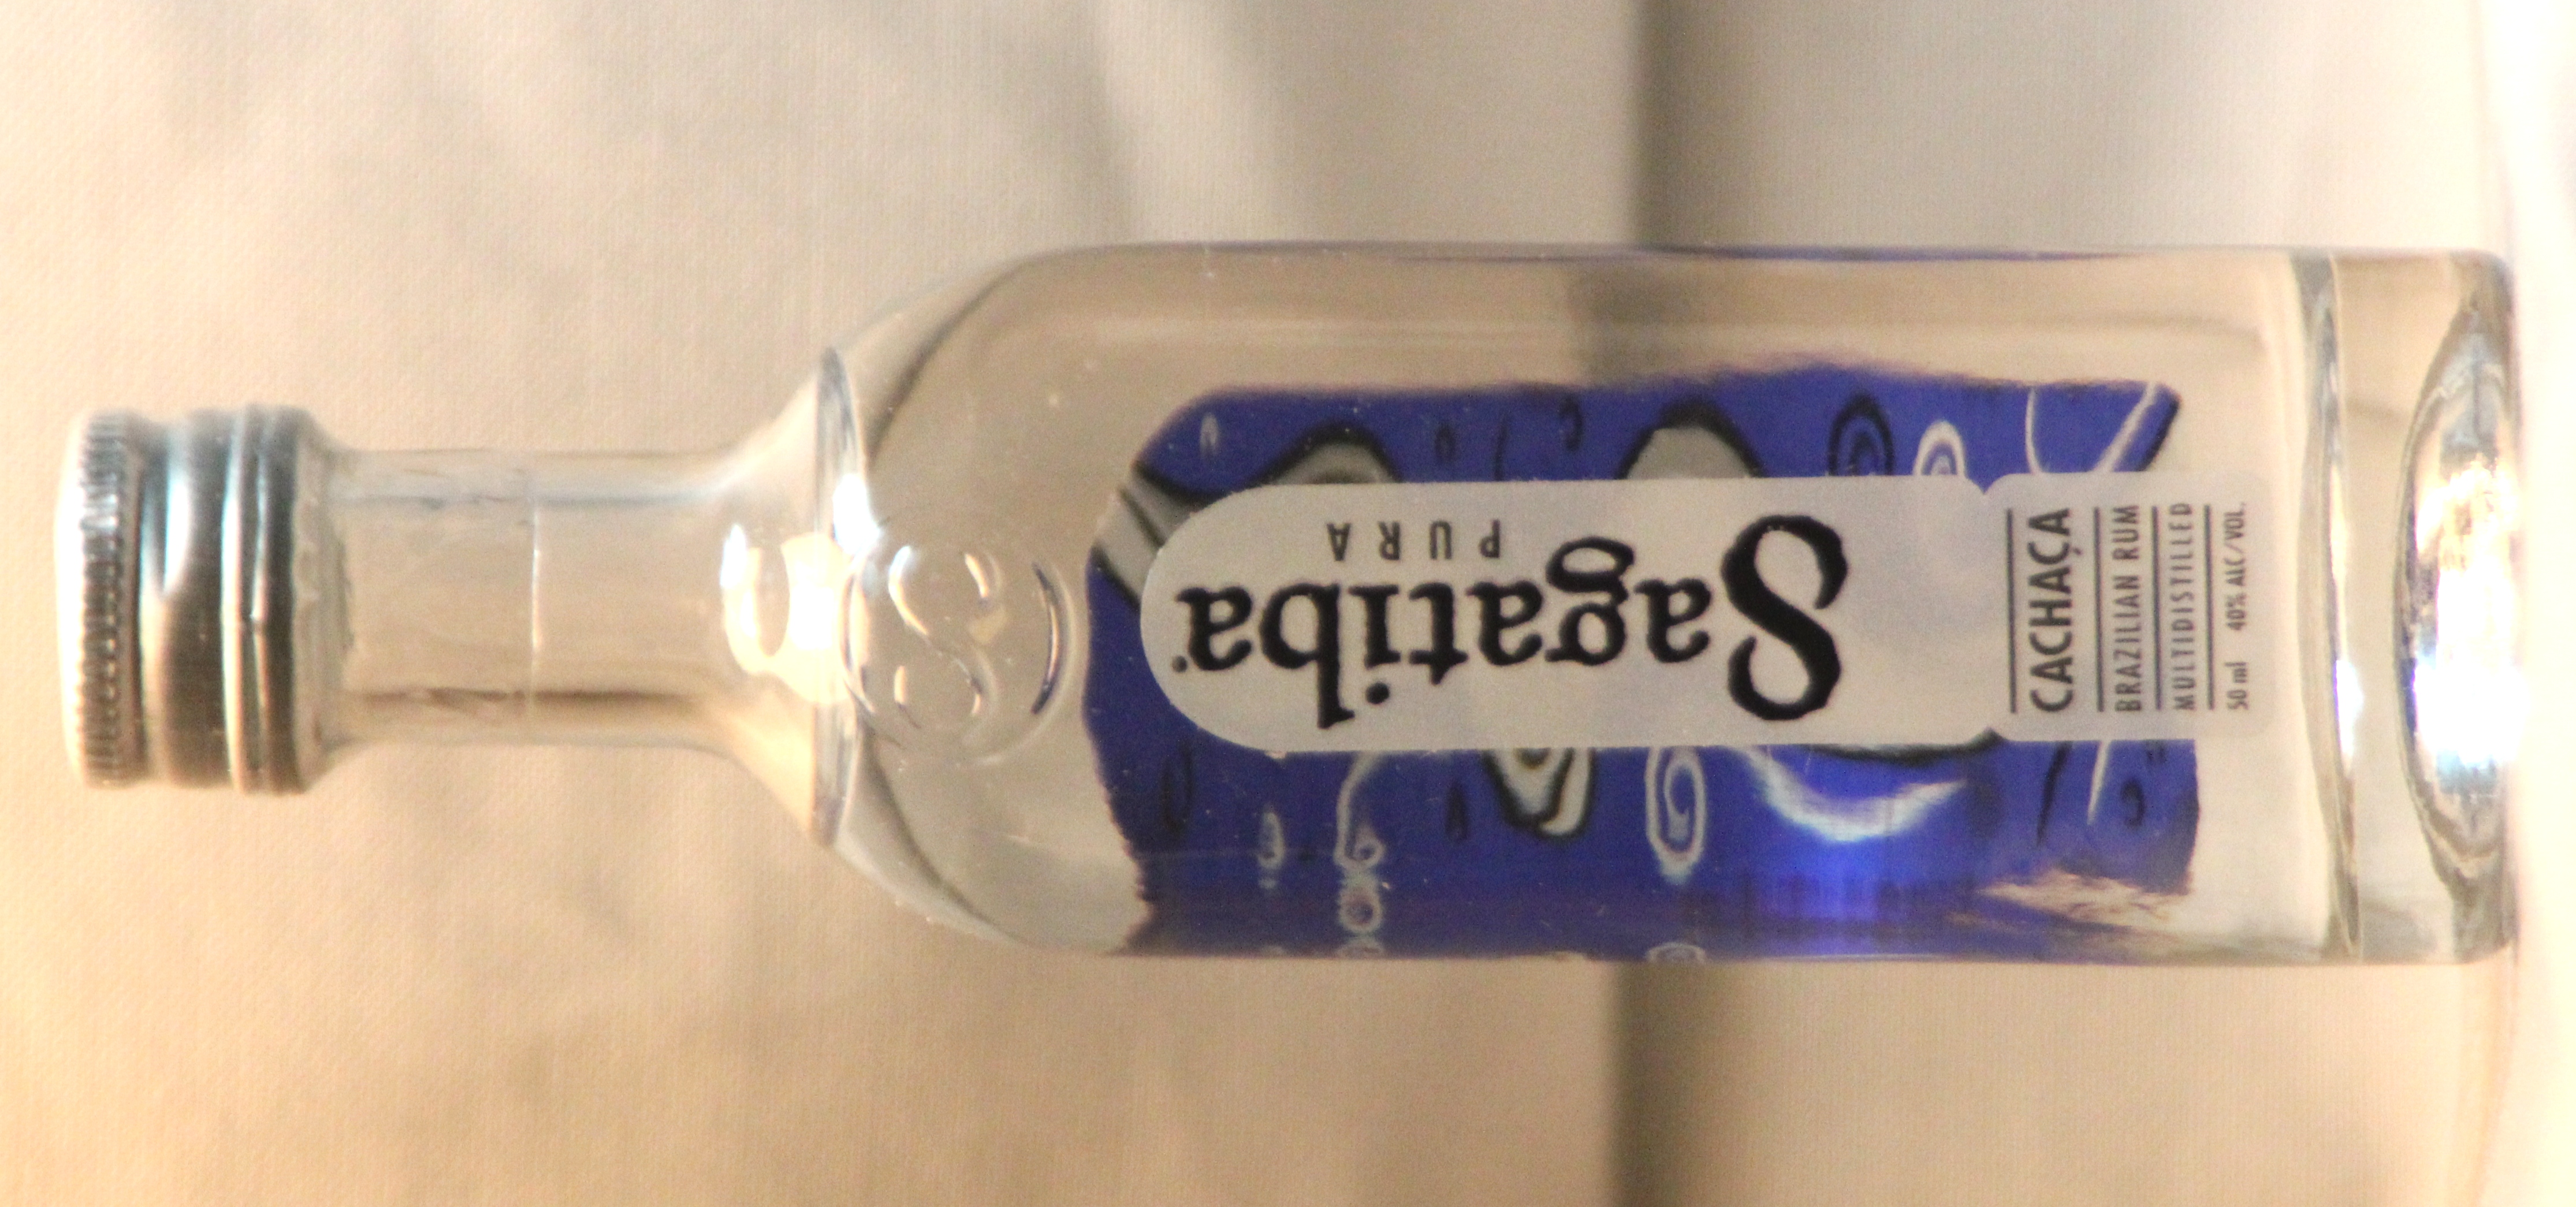 Sagatiba
PURA
CACHAÇA
BRAZILIAN RUM
MULTIDISTILLED
50 ml 40% ALC/VOL.
S